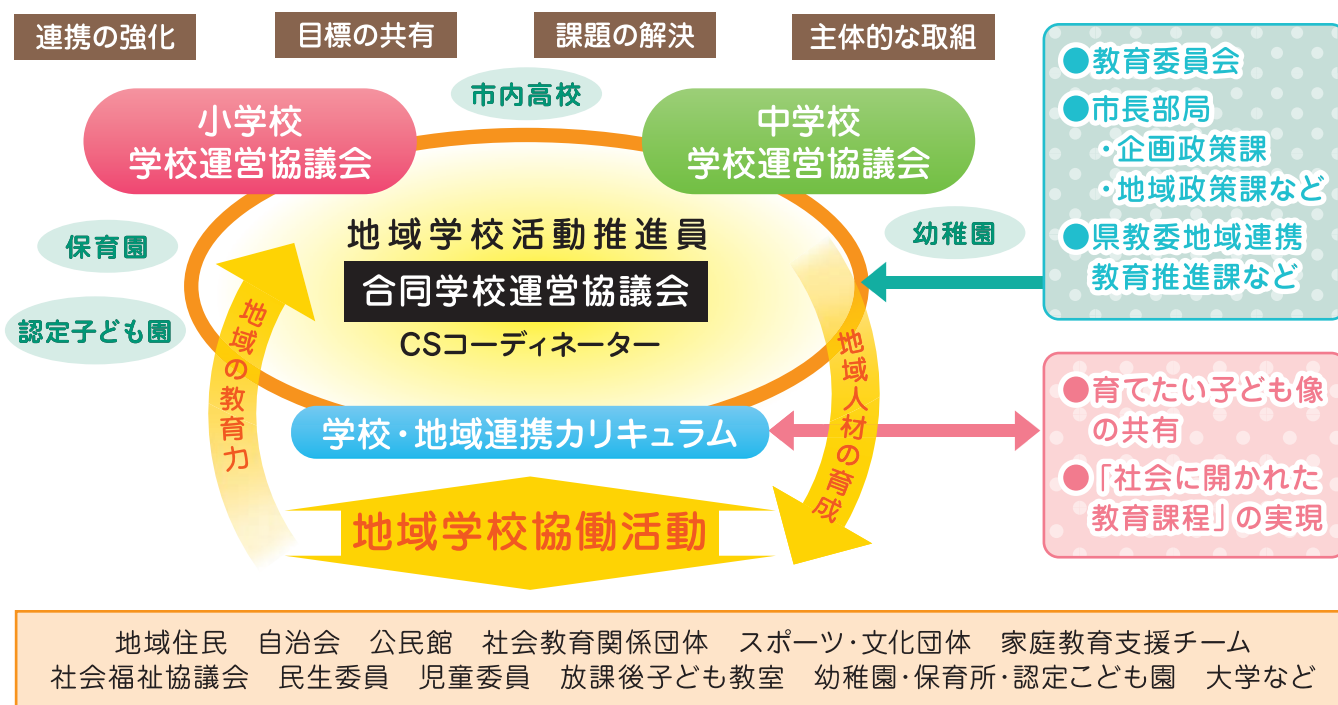 連携の強化
目標の共有
課題の解決
主体的な取組
市内高校
小学校
学校運営協議会
中学校
学校運営協議会
保育園
認定子ども園
幼稚園
地域学校活動推進員
合同学校運営協議会
CSコーディネーター
地域の教育力
地域人材の育成
学校・地域連携カリキュラム
地域学校協働活動
●教育委員会
●市長部局
・企画政策課
・地域政策課など
●県教委地域連携
教育推進課など
●育てたい子ども像
の共有
●「社会に開かれた
教育課程」の実現
地域住民　自治会　公民館　社会教育関係団体　スポーツ・文化団体　家庭教育支援チーム
社会福祉協議会　民生委員　児童委員　放課後子ども教室　幼稚園・保育所・認定こども園　大学など